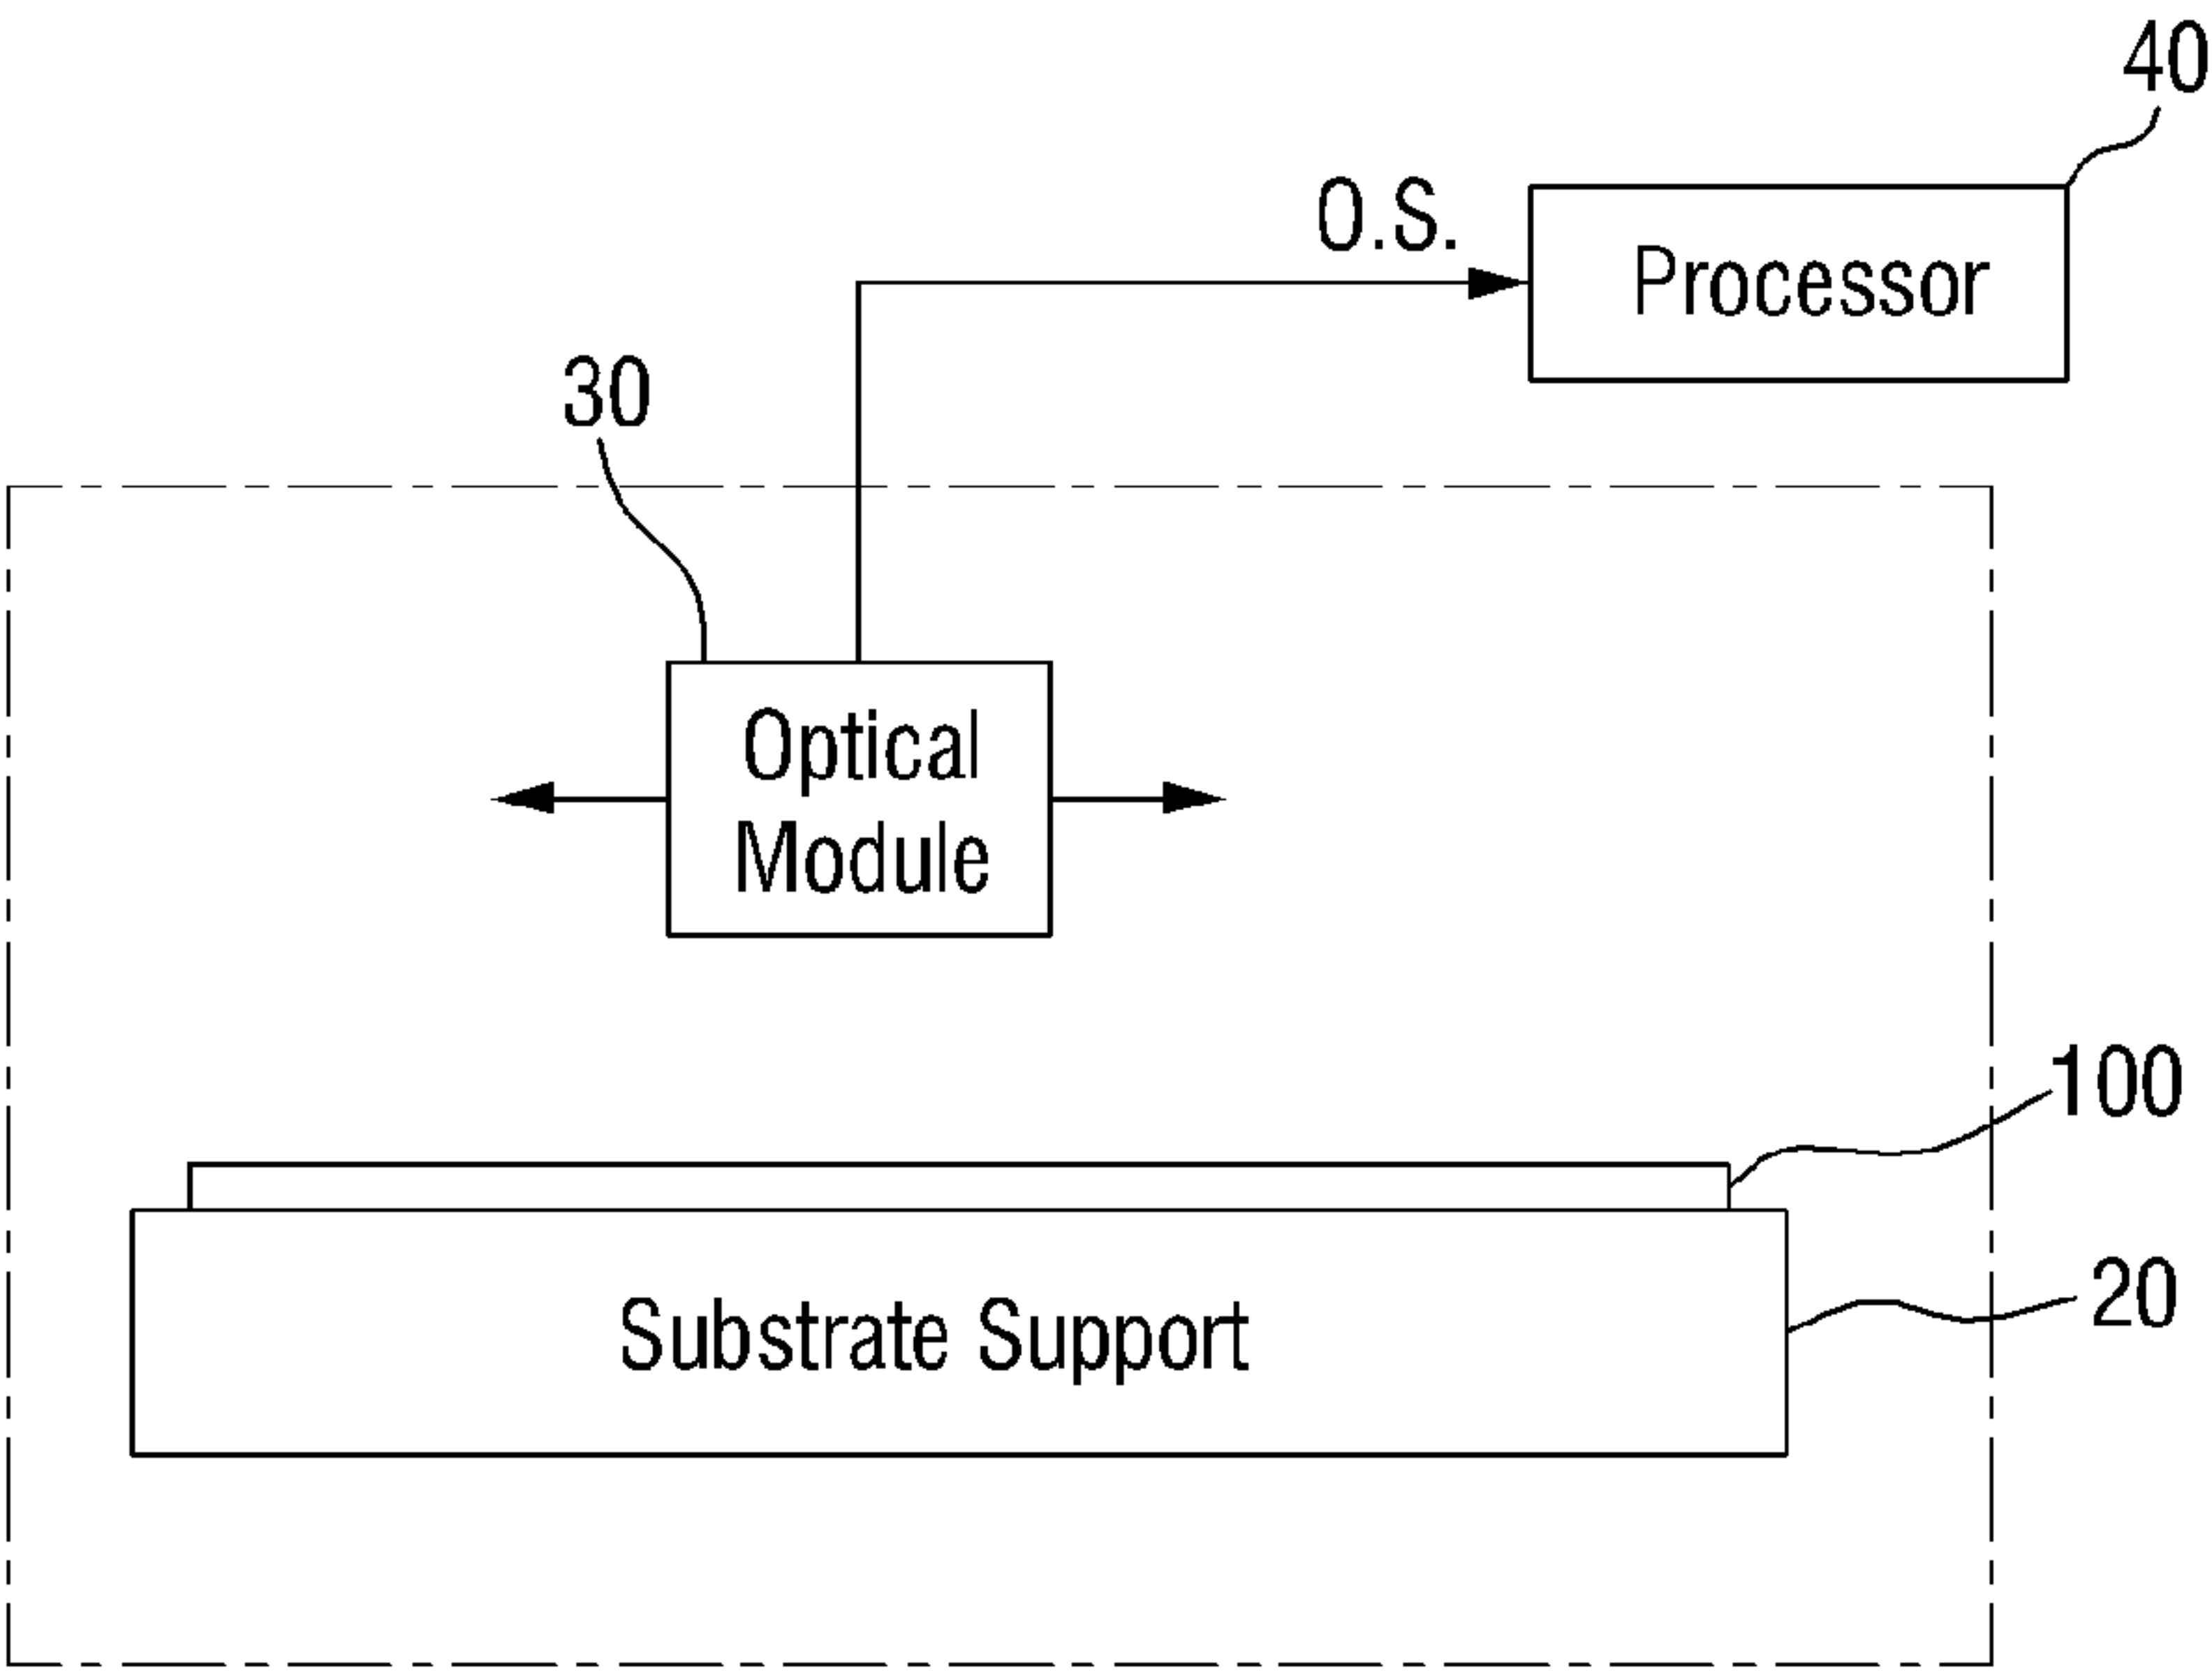 40
O.S.
Processor
30
Optical
Module
100
20
Substrate Support